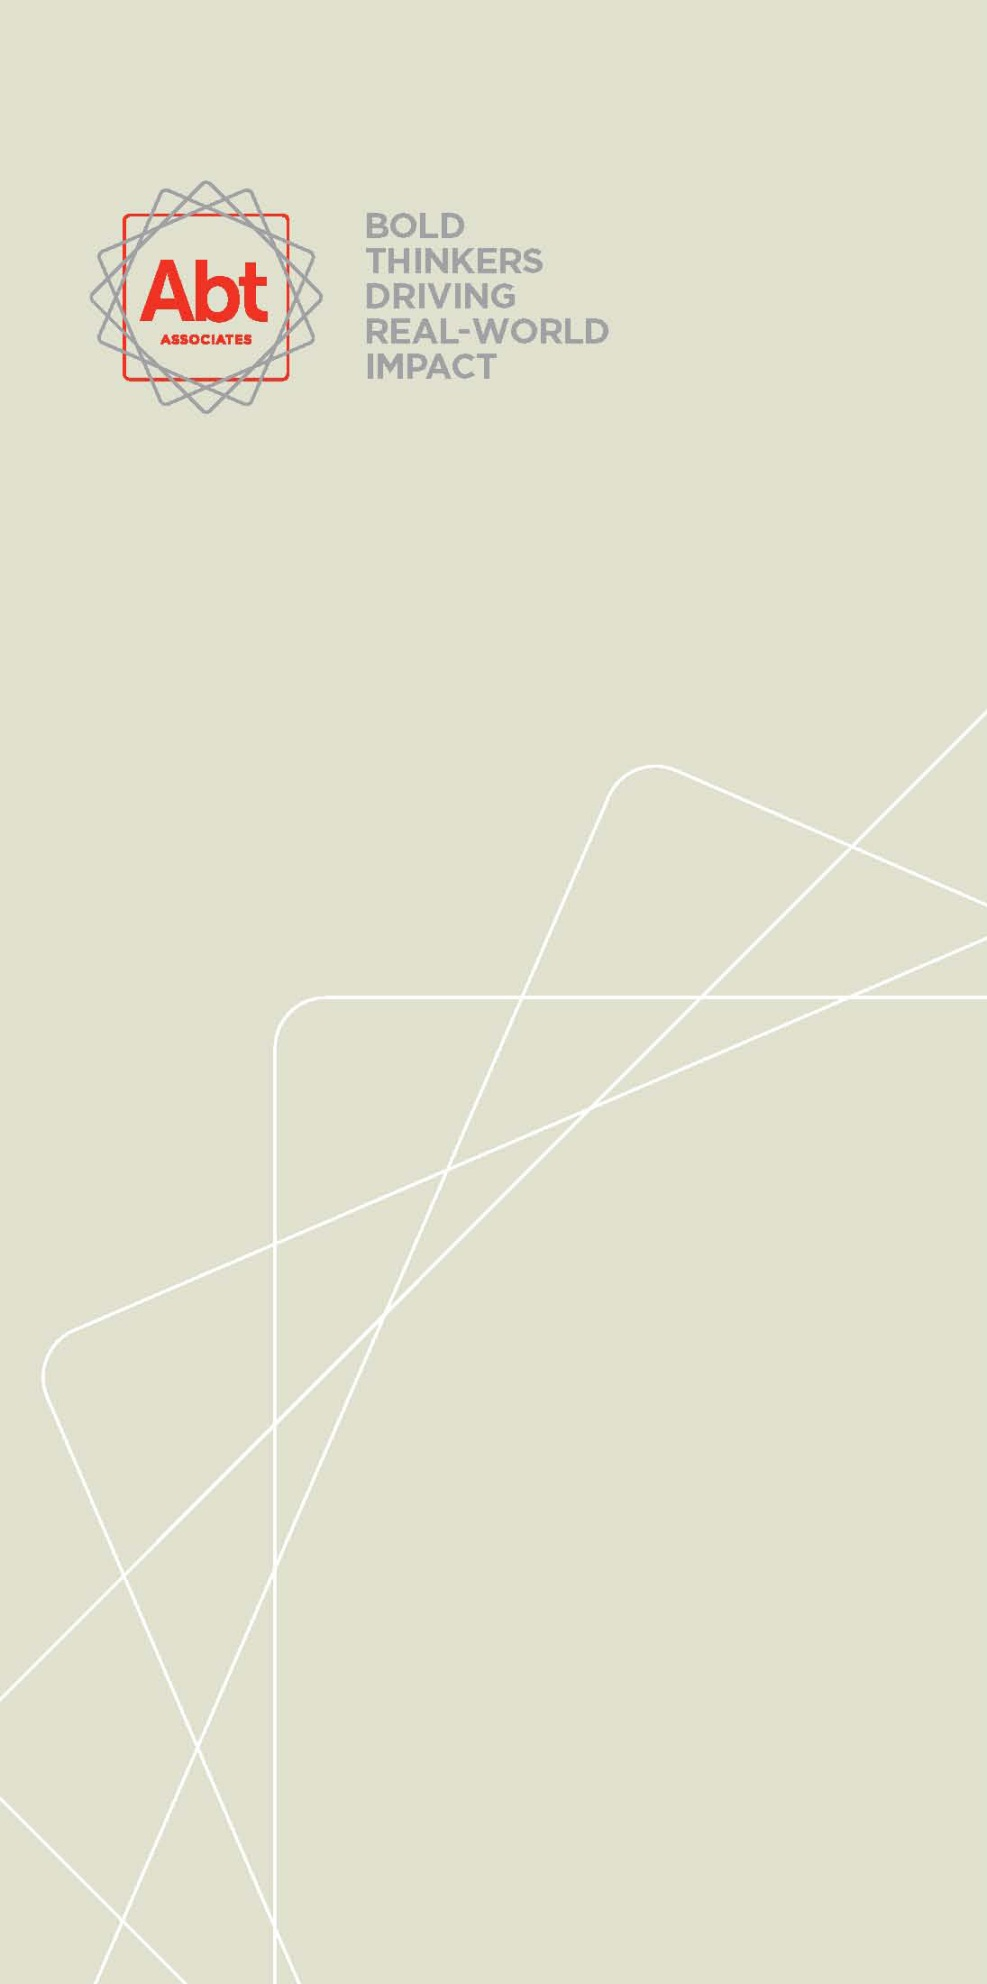 Abt
ASSOCIATES
BOLD
THINKERS
DRIVING
REAL-WORLD
IMPACT